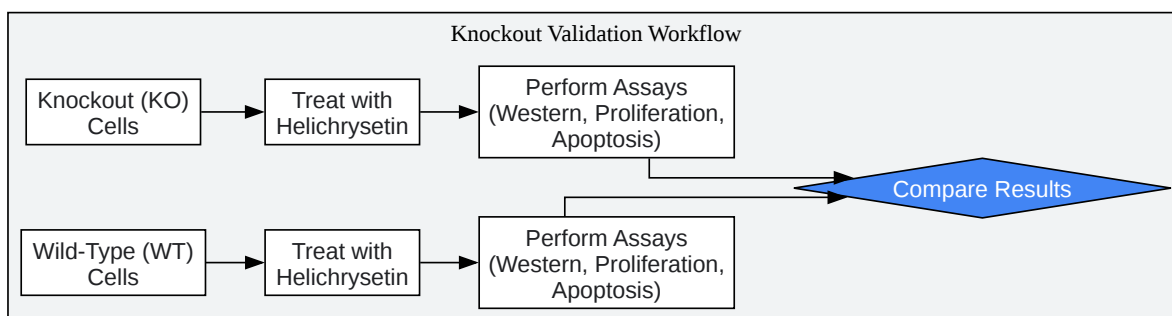 Knockout Validation Workflow
Knockout (KO)
Cells
Treat with
Helichrysetin
Perform Assays
(Western, Proliferation,
Apoptosis)
Compare Results
Wild-Type (WT)
Cells
Treat with
Helichrysetin
Perform Assays
(Western, Proliferation,
Apoptosis)